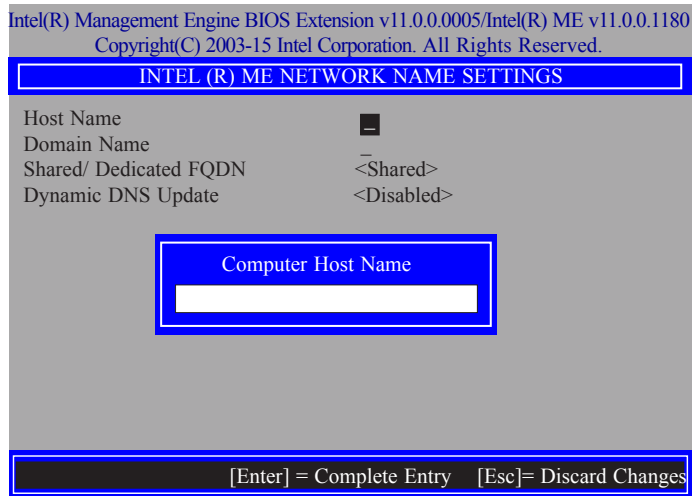 Intel(R) Management Engine BIOS Extension v11.0.0.0005/Intel(R) ME v11.0.0.1180
Copyright(C) 2003-15 Intel Corporation. All Rights Reserved.
INTEL (R) ME NETWORK NAME SETTINGS
Host Name _
Domain Name _
Shared/ Dedicated FQDN <Shared>
Dynamic DNS Update <Disabled>
Computer Host Name
[Enter] = Complete Entry [Esc]= Discard Changes